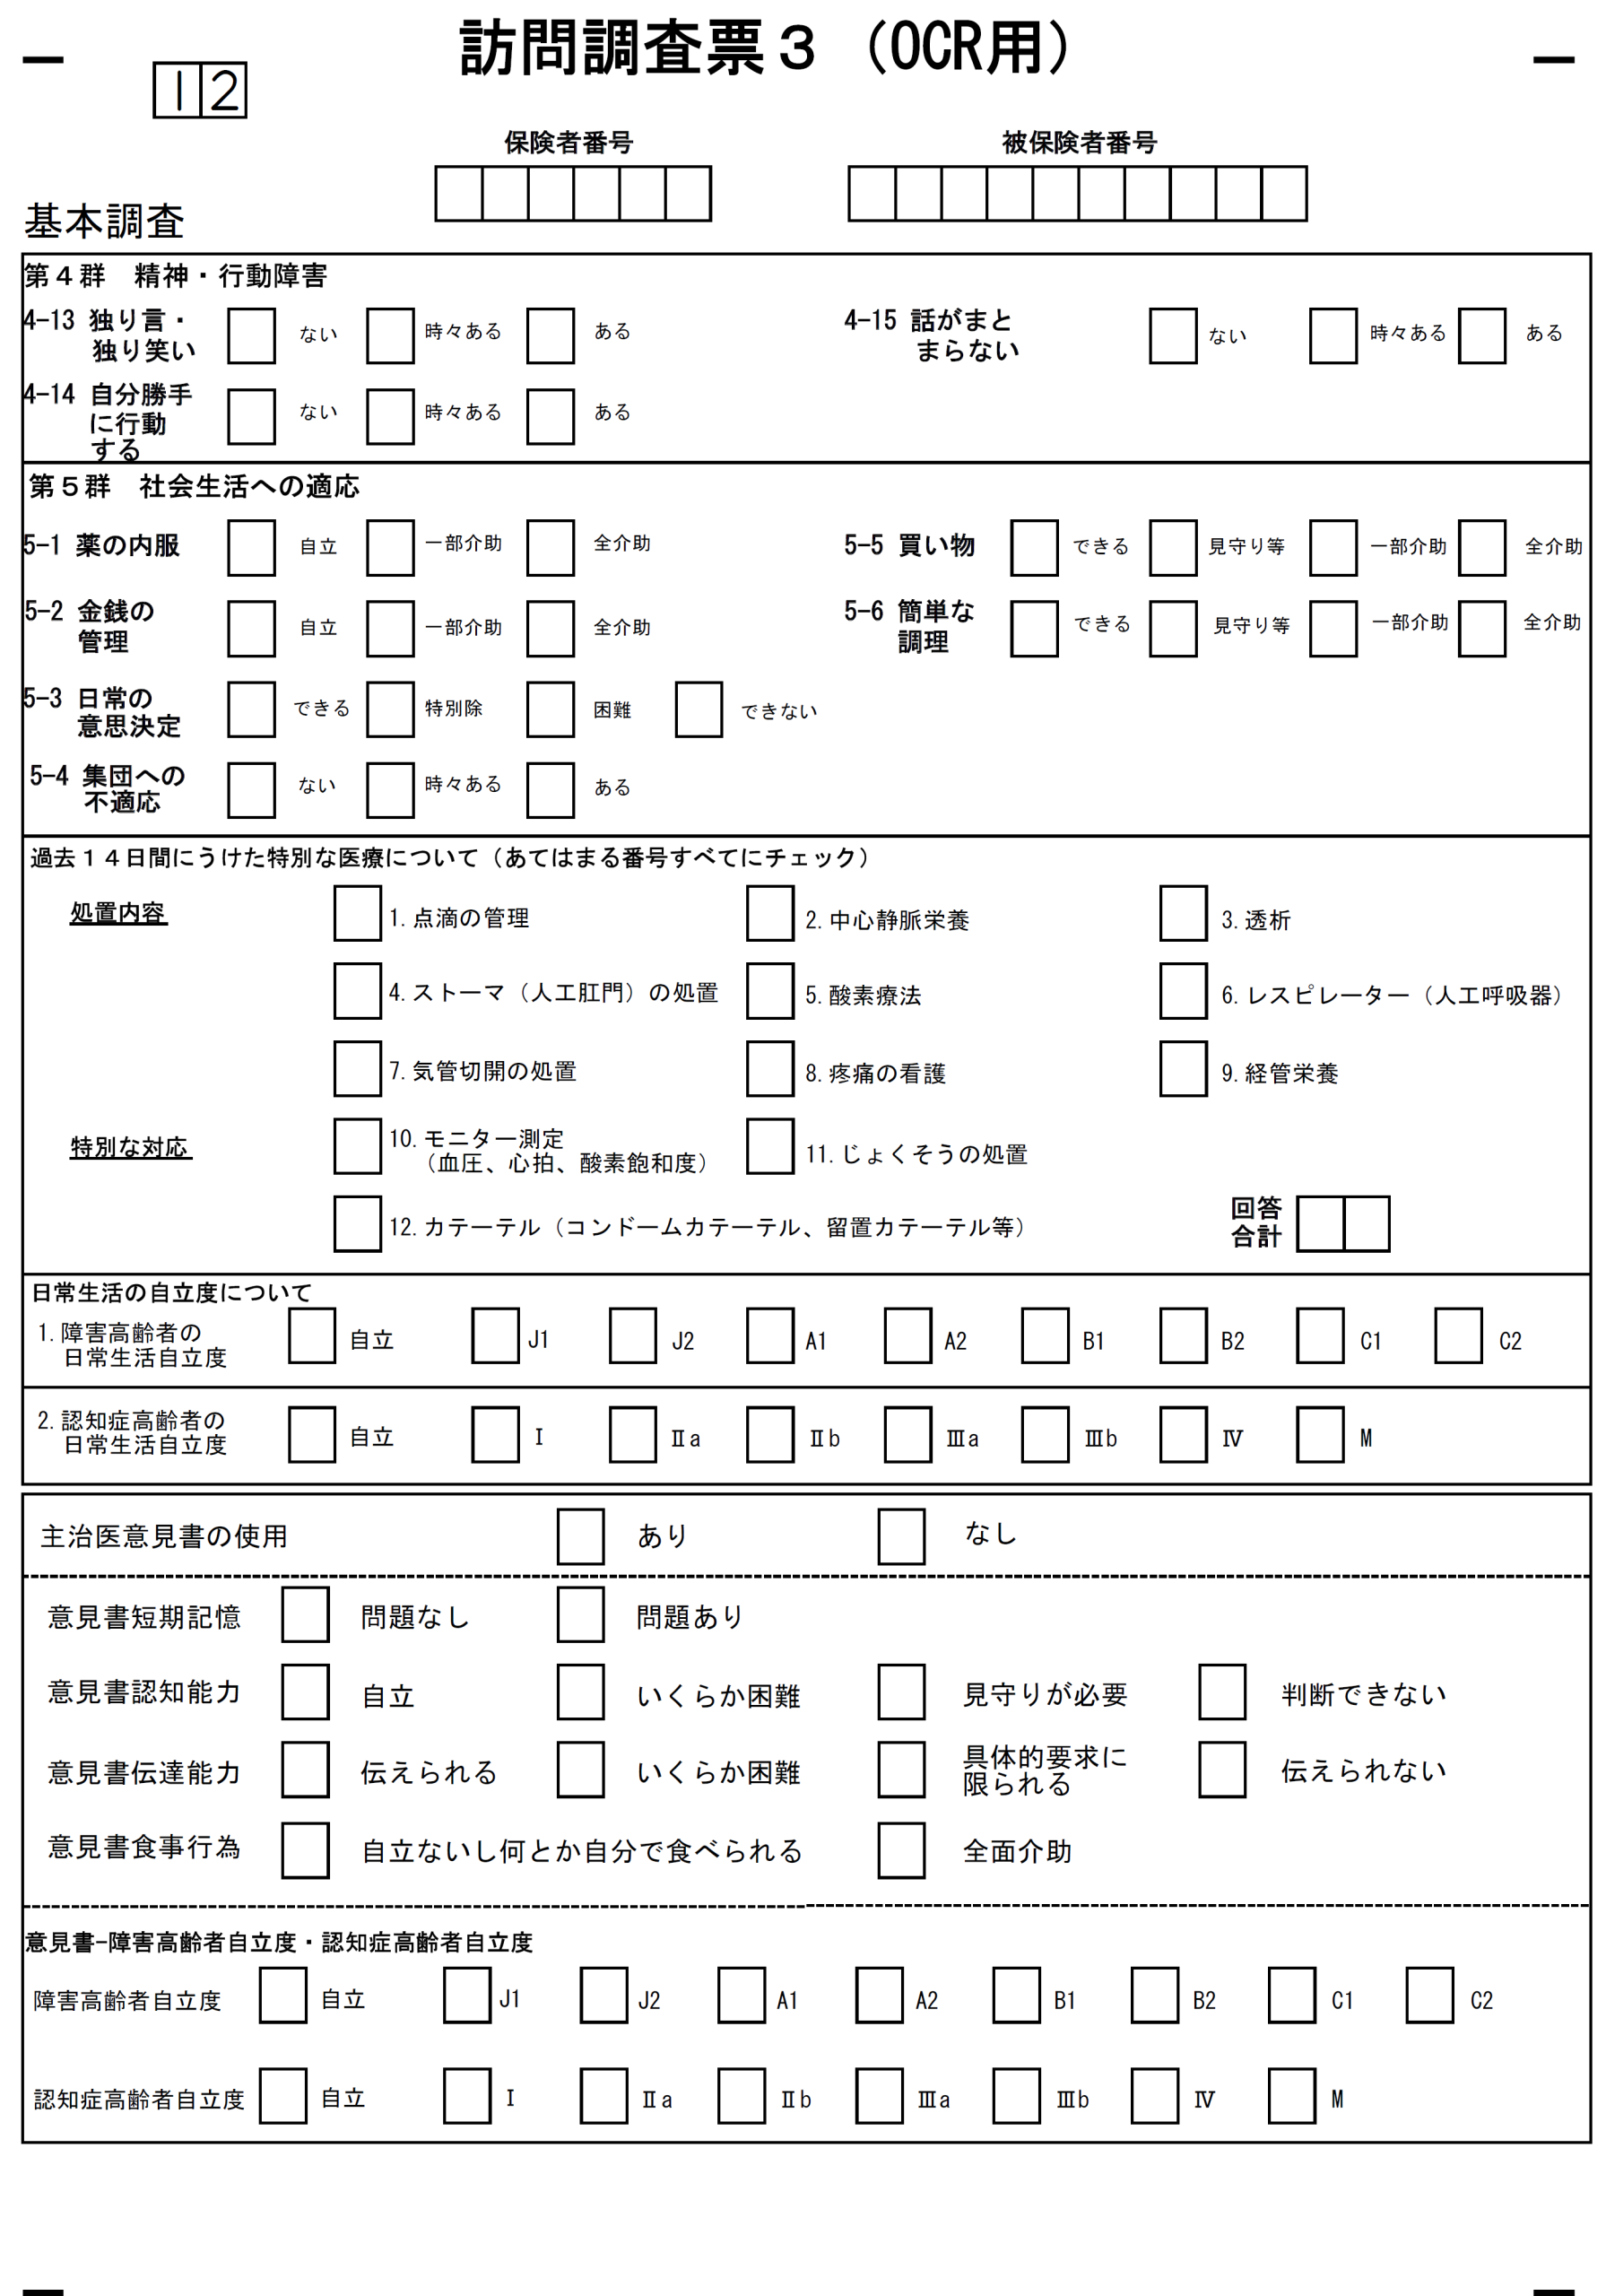 訪問調査票３（OCR用）
12
保険者番号　被保険者番号
基本調査
第４群　精神・行動障害
4-13 独り言・
独り笑い
ない　時々ある　ある
4-15 話がまと
まらない
ない　時々ある　ある
4-14 自分勝手
に行動
する
ない　時々ある　ある
第５群　社会生活への適応
5-1 薬の内服　自立　一部介助　全介助
5-5 買い物　できる　見守り等　一部介助　全介助
5-2 金銭の
管理
自立　一部介助　全介助
5-6 簡単な
調理
できる　見守り等　一部介助　全介助
5-3 日常の
意思決定
できる　特別除　困難　できない
5-4 集団への
不適応
ない　時々ある　ある
過去１４日間にうけた特別な医療について（あてはまる番号すべてにチェック）
処置内容　1.点滴の管理　2.中心静脈栄養　3.透析
4.ストーマ（人工肛門）の処置　5.酸素療法　6.レスピレーター（人工呼吸器）
7.気管切開の処置　8.疼痛の看護　9.経管栄養
特別な対応　10.モニター測定
（血圧、心拍、酸素飽和度）
11.じょくそうの処置
12.カテーテル（コンドームカテーテル、留置カテーテル等）
回答
合計
日常生活の自立度について
1.障害高齢者の
日常生活自立度
自立　J1　J2　A1　A2　B1　B2　C1　C2
2.認知症高齢者の
日常生活自立度
自立　Ⅰ　Ⅱa　Ⅱb　Ⅲa　Ⅲb　Ⅳ　M
主治医意見書の使用　あり　なし
意見書短期記憶　問題なし　問題あり
意見書認知能力　自立　いくらか困難　見守りが必要　判断できない
意見書伝達能力　伝えられる　いくらか困難　具体的要求に
限られる
伝えられない
意見書食事行為　自立ないし何とか自分で食べられる　全面介助
意見書-障害高齢者自立度・認知症高齢者自立度
障害高齢者自立度　自立　J1　J2　A1　A2　B1　B2　C1　C2
認知症高齢者自立度　自立　Ⅰ　Ⅱa　Ⅱb　Ⅲa　Ⅲb　Ⅳ　M